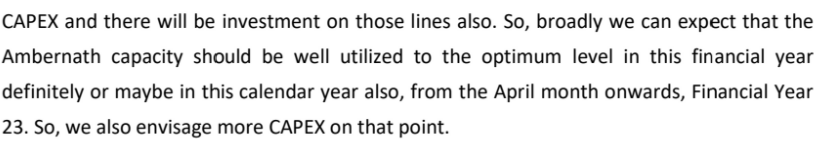 CAPEX and there will be investment on those lines also. So, broadly we can expect that the
Ambernath capacity should be well utilized to the optimum level in this financial year
definitely or maybe in this calendar year also, from the April month onwards, Financial Year
23. So, we also envisage more CAPEX on that point.